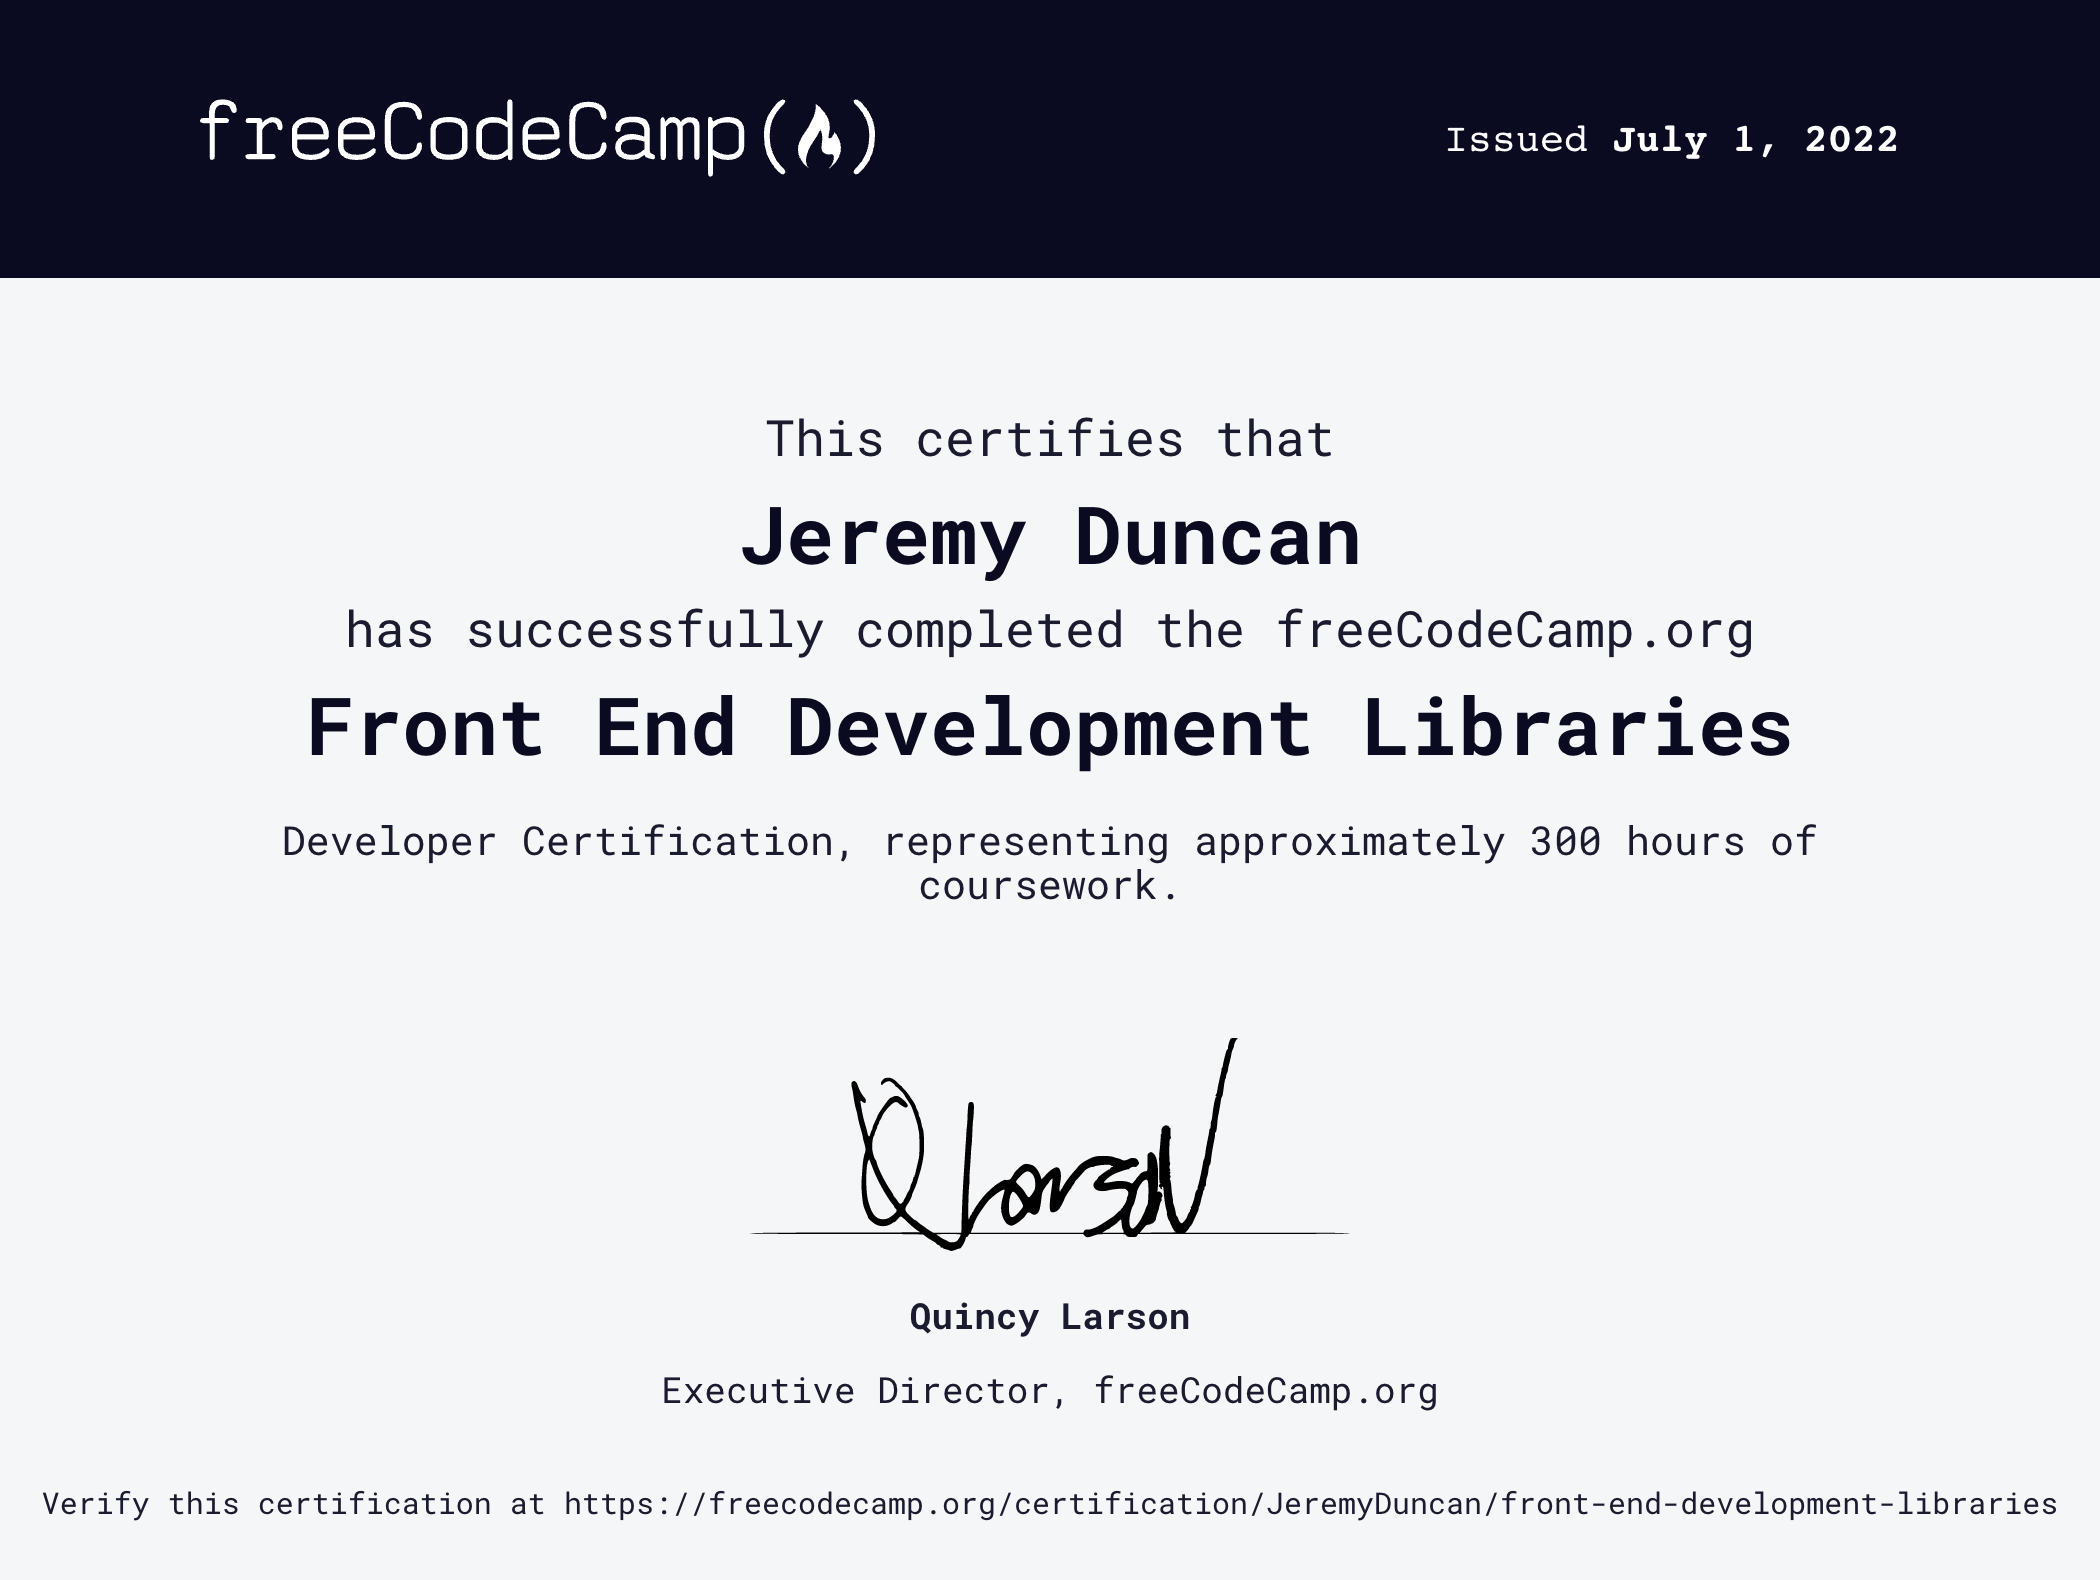 freeCodeCamp(🔥)
Issued July 1, 2022
This certifies that
Jeremy Duncan
has successfully completed the freeCodeCamp.org
Front End Development Libraries
Developer Certification, representing approximately 300 hours of
coursework.
Q Larson
Quincy Larson
Executive Director, freeCodeCamp.org
Verify this certification at https://freecodecamp.org/certification/JeremyDuncan/front-end-development-libraries